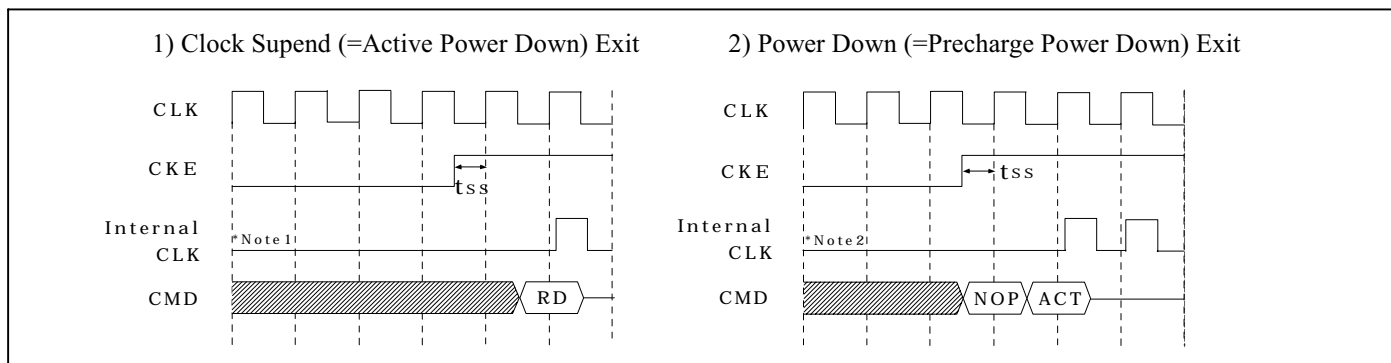 1) Clock Supend (=Active Power Down) Exit
CLK
CKE
tss
Internal
CLK
*Note1
CMD
RD
2) Power Down (=Precharge Power Down) Exit
CLK
CKE
tss
Internal
CLK
*Note2
CMD
NOP
ACT